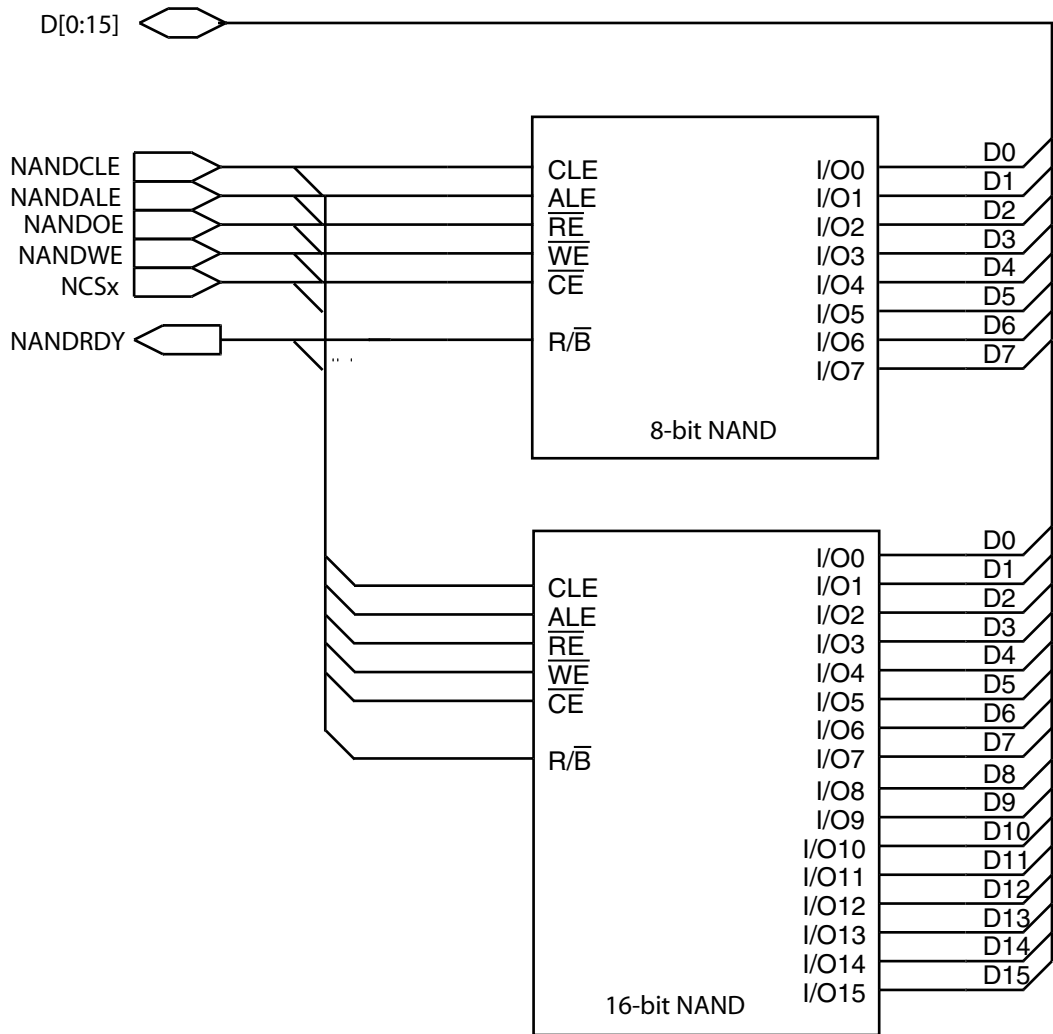 D[0:15]
NANDCLE
NANDALE
NANDOE
NANDWE
NCSx
NANDRDY
CLE
ALE
RE
WE
CE
R/B
I/O0
I/O1
I/O2
I/O3
I/O4
I/O5
I/O6
I/O7
D0
D1
D2
D3
D4
D5
D6
D7
8-bit NAND
CLE
ALE
RE
WE
CE
R/B
I/O0
I/O1
I/O2
I/O3
I/O4
I/O5
I/O6
I/O7
I/O8
I/O9
I/O10
I/O11
I/O12
I/O13
I/O14
I/O15
D0
D1
D2
D3
D4
D5
D6
D7
D8
D9
D10
D11
D12
D13
D14
D15
16-bit NAND